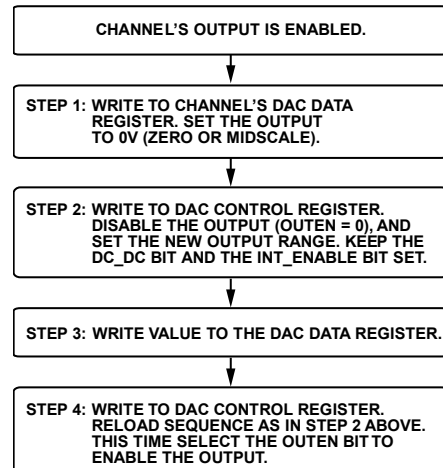 CHANNEL'S OUTPUT IS ENABLED.
STEP 1: WRITE TO CHANNEL'S DAC DATA
REGISTER. SET THE OUTPUT
TO 0V (ZERO OR MIDSCALE).
STEP 2: WRITE TO DAC CONTROL REGISTER.
DISABLE THE OUTPUT (OUTEN = 0), AND
SET THE NEW OUTPUT RANGE. KEEP THE
DC_DC BIT AND THE INT_ENABLE BIT SET.
STEP 3: WRITE VALUE TO THE DAC DATA REGISTER.
STEP 4: WRITE TO DAC CONTROL REGISTER.
RELOAD SEQUENCE AS IN STEP 2 ABOVE.
THIS TIME SELECT THE OUTEN BIT TO
ENABLE THE OUTPUT.